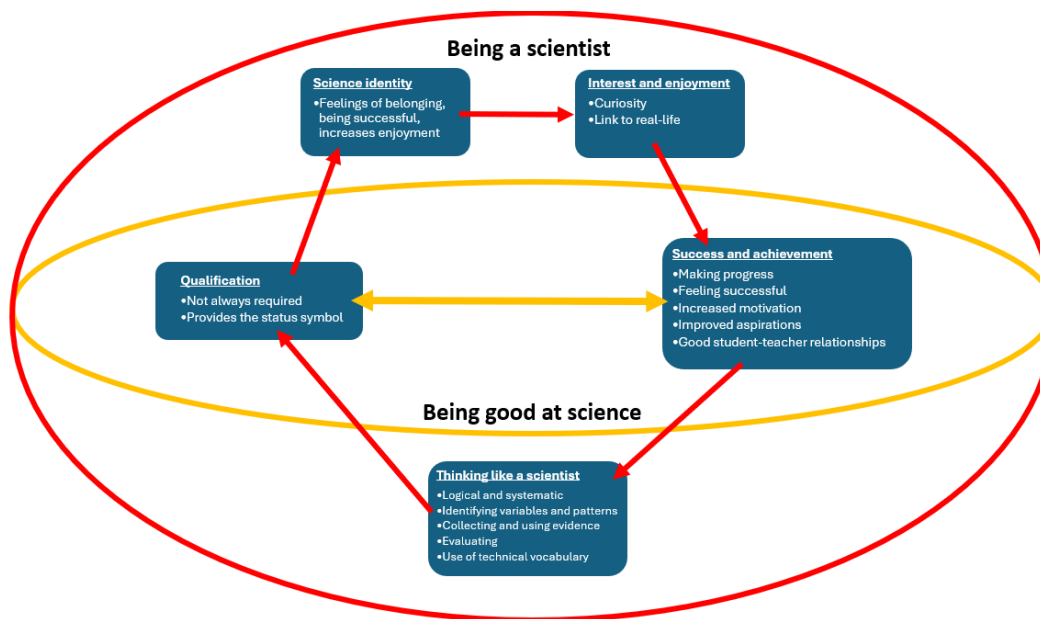 Being a scientist
Science identity
•Feelings of belonging,
being successful,
increases enjoyment
Interest and enjoyment
•Curiosity
•Link to real-life
Qualification
•Not always required
•Provides the status symbol
Success and achievement
•Making progress
•Feeling successful
•Increased motivation
•Improved aspirations
•Good student-teacher relationships
Being good at science
Thinking like a scientist
•Logical and systematic
•Identifying variables and patterns
•Collecting and using evidence
•Evaluating
•Use of technical vocabulary